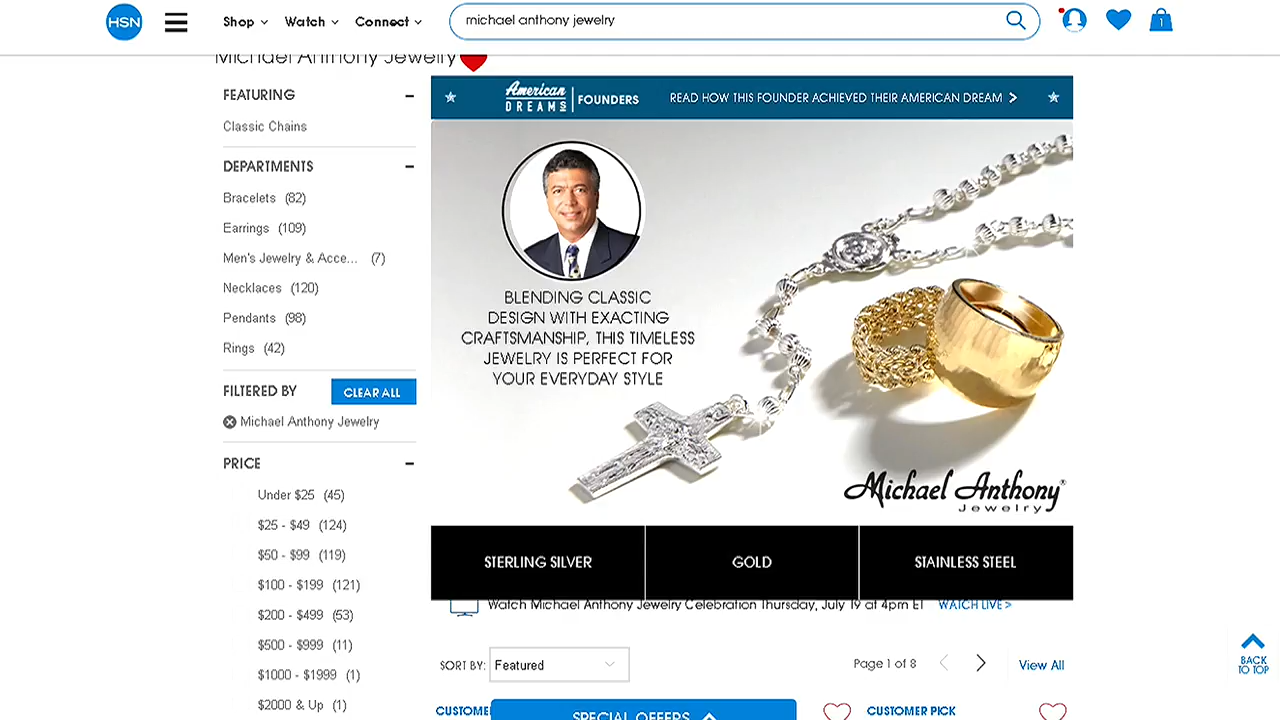 HSN
Shop
Watch
Connect
michael anthony jewelry
1
Michael Anthony Jewelry
FEATURING
Classic Chains
DEPARTMENTS
Bracelets (82)
Earrings (109)
Men's Jewelry & Acce... (7)
Necklaces (120)
Pendants (98)
Rings (42)
FILTERED BY
CLEAR ALL
Michael Anthony Jewelry
PRICE
Under $25 (45)
$25 - $49 (124)
$50 - $99 (119)
$100 - $199 (121)
$200 - $499 (53)
$500 - $999 (11)
$1000 - $1999 (1)
$2000 & Up (1)
American
DREAMS
FOUNDERS
READ HOW THIS FOUNDER ACHIEVED THEIR AMERICAN DREAM >
BLENDING CLASSIC
DESIGN WITH EXACTING
CRAFTSMANSHIP, THIS TIMELESS
JEWELRY IS PERFECT FOR
YOUR EVERYDAY STYLE
Michael Anthony®
Jewelry
STERLING SILVER
GOLD
STAINLESS STEEL
Watch Michael Anthony Jewelry Celebration Thursday, July 19 at 4pm ET WATCH LIVE >
SORT BY: Featured
Page 1 of 8
View All
BACK
TO TOP
CUSTOME
SPECIAL OFFERS
CUSTOMER PICK